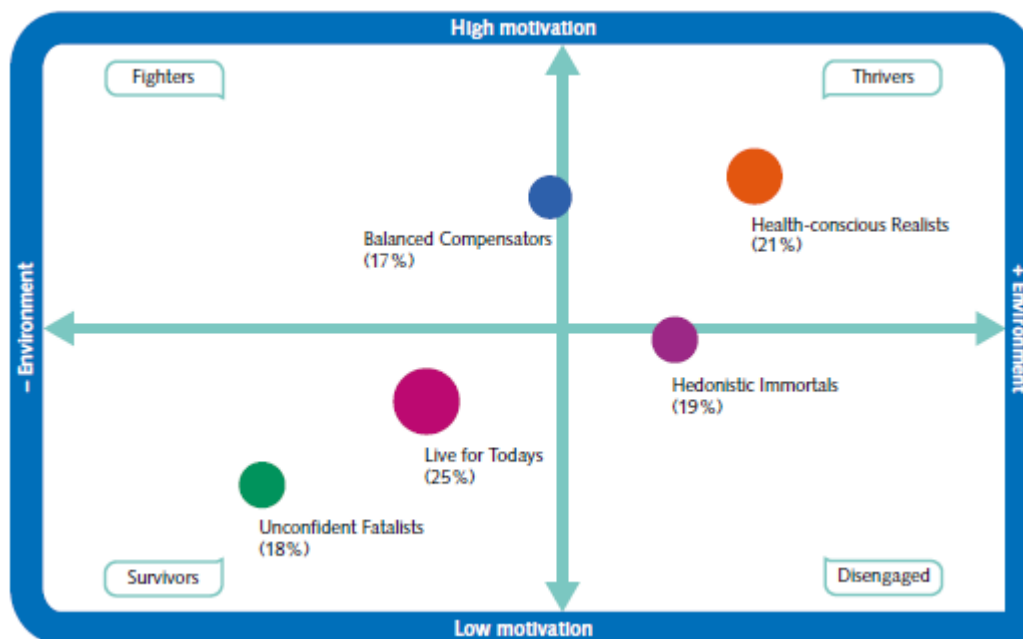 High motivation
Fighters
Thrivers
Balanced Compensators
(17%)
Health-conscious Realists
(21%)
– Environment
+ Environment
Hedonistic Immortals
(19%)
Live for Todays
(25%)
Unconfident Fatalists
(18%)
Survivors
Disengaged
Low motivation